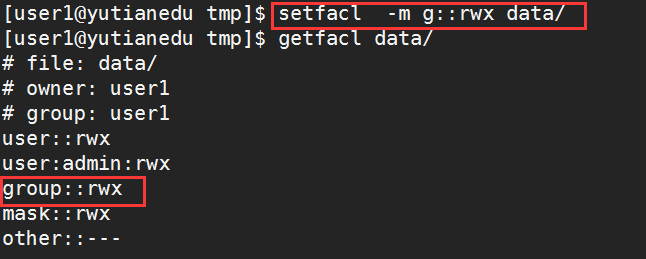 [user1@yutianedu tmp]$ setfacl  -m g::rwx data/
[user1@yutianedu tmp]$ getfacl data/
# file: data/
# owner: user1
# group: user1
user::rwx
user:admin:rwx
group::rwx
mask::rwx
other::---